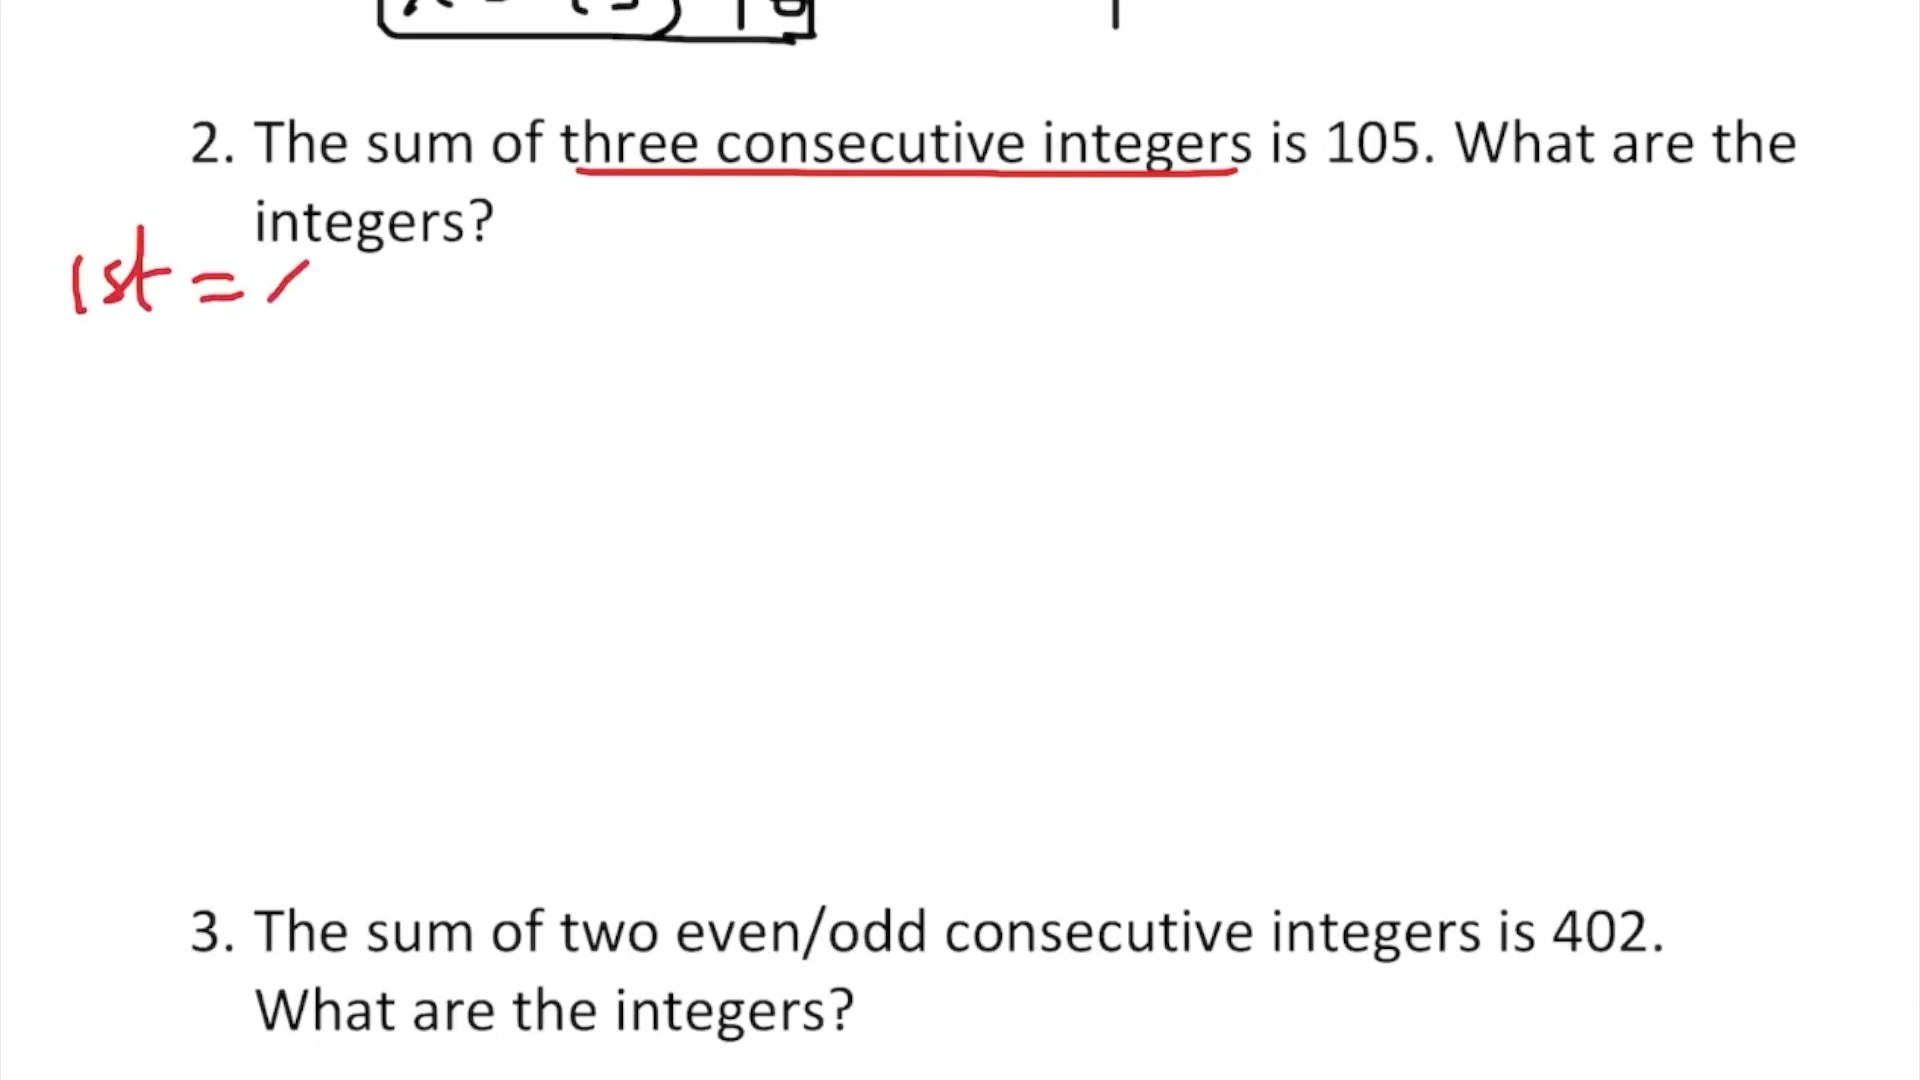 2. The sum of three consecutive integers is 105. What are the
integers?
1st =
3. The sum of two even/odd consecutive integers is 402.
What are the integers?